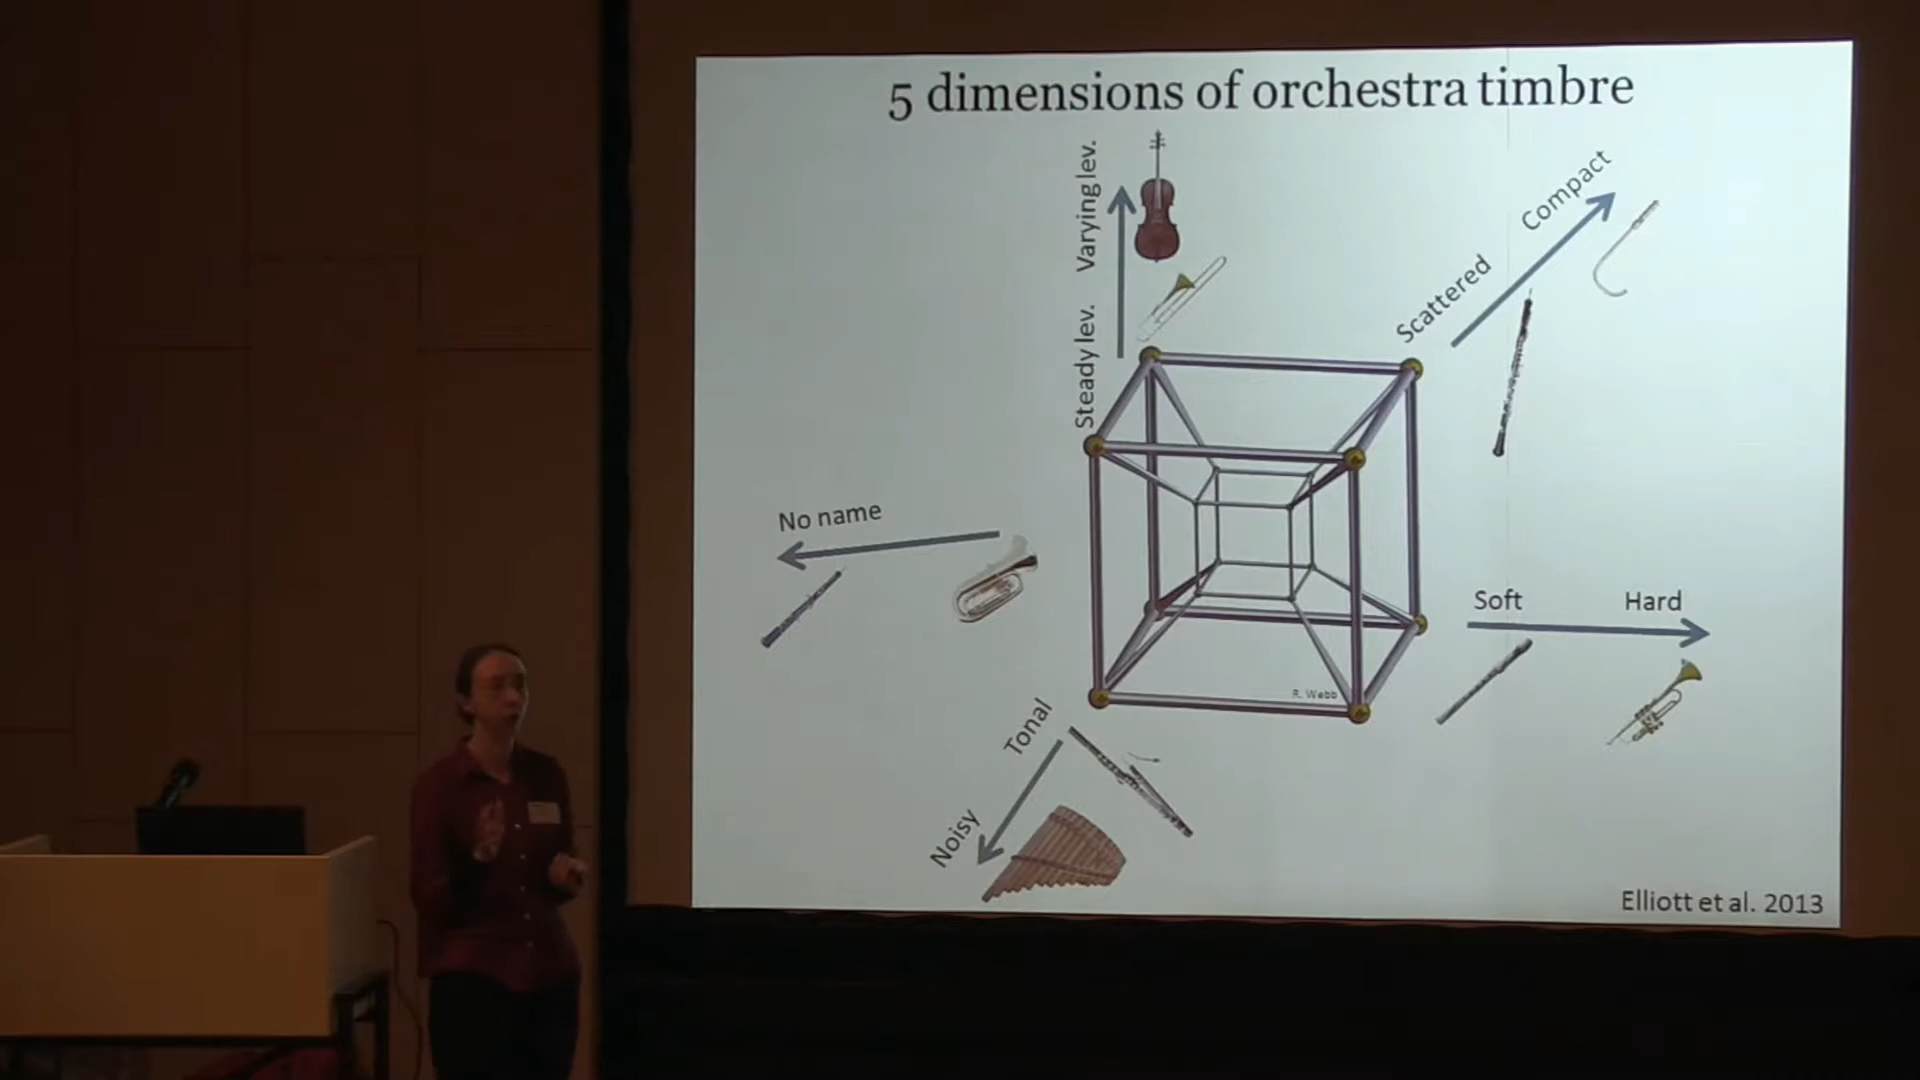 5 dimensions of orchestra timbre
Steady lev. Varying lev.
Scattered Compact
No name
Soft Hard
Tonal
Noisy
R. Webb
Elliott et al. 2013